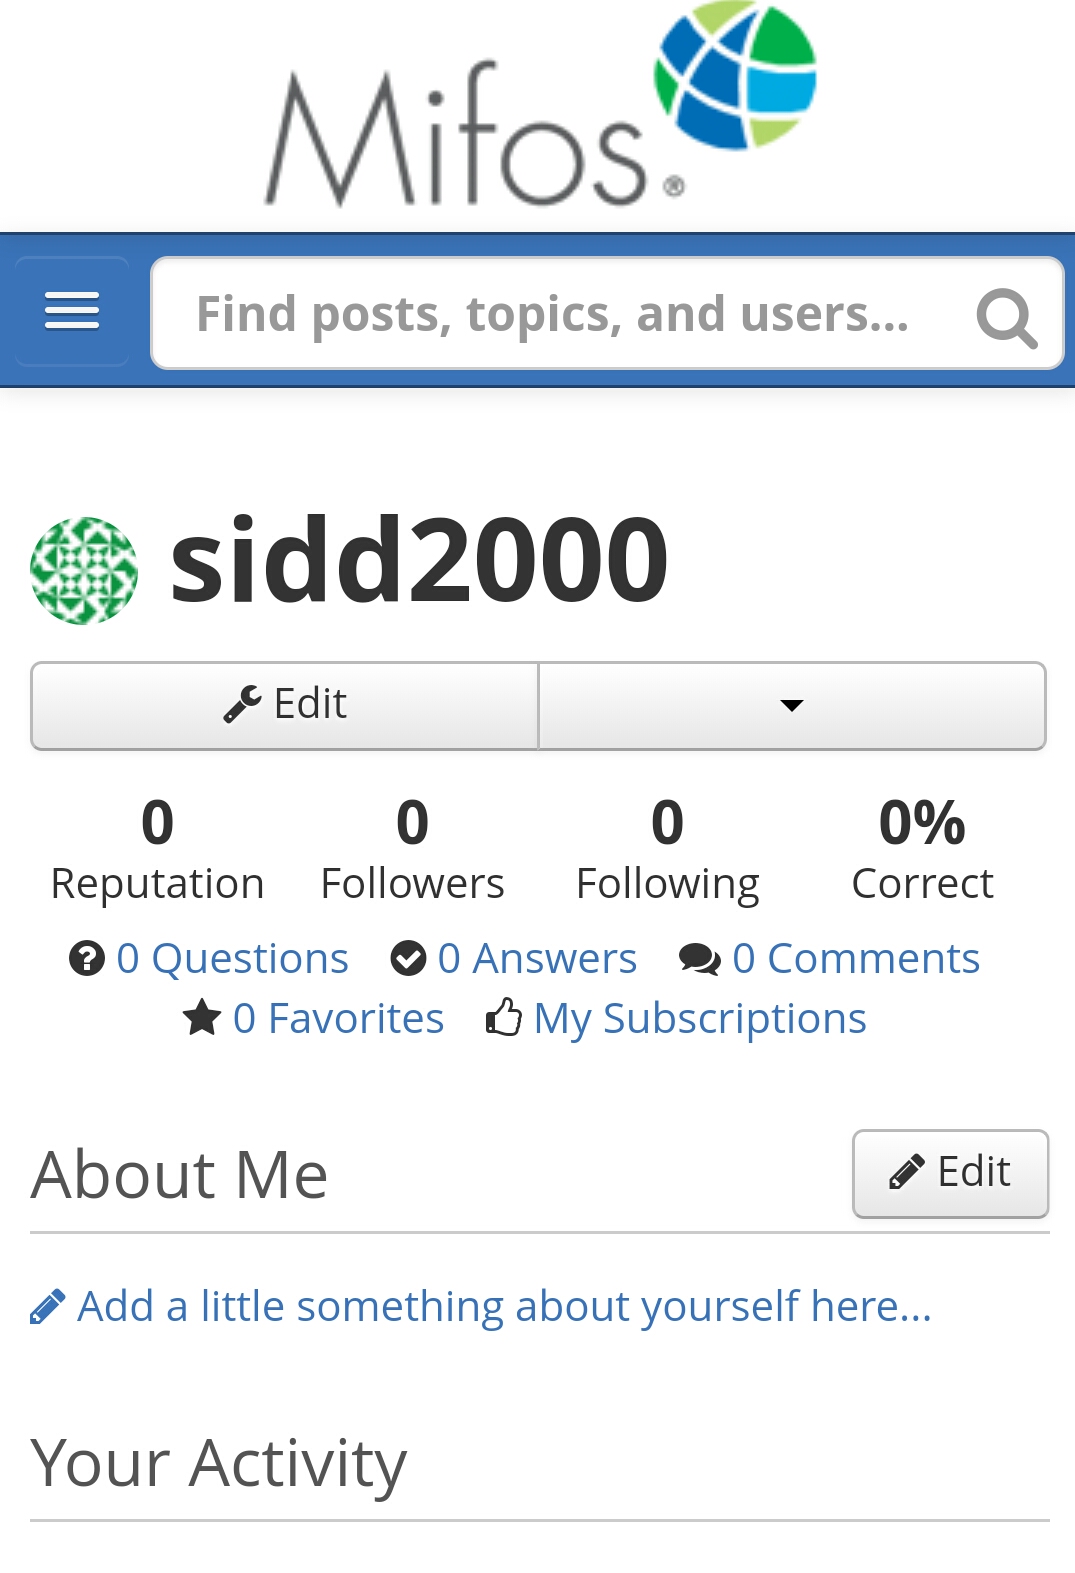 Mifos®
Find posts, topics, and users...
sidd2000
Edit
0 0 0 0%
Reputation Followers Following Correct
0 Questions 0 Answers 0 Comments
0 Favorites My Subscriptions
About Me Edit
Add a little something about yourself here...
Your Activity